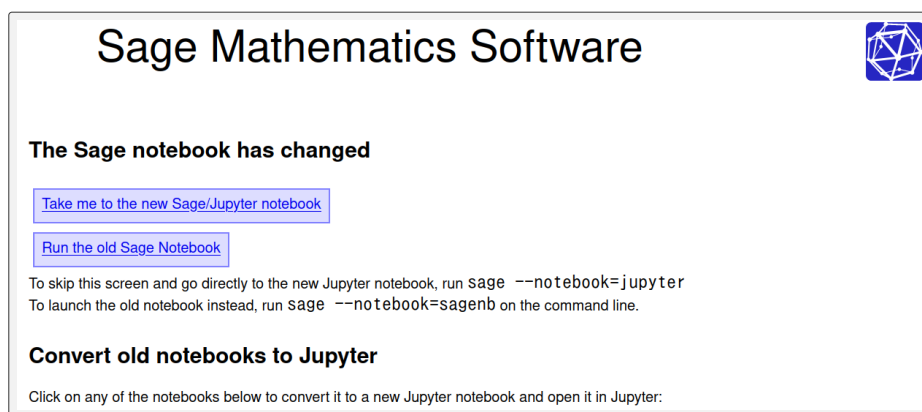 Sage Mathematics Software
The Sage notebook has changed
Take me to the new Sage/Jupyter notebook
Run the old Sage Notebook
To skip this screen and go directly to the new Jupyter notebook, run sage --notebook=jupyter
To launch the old notebook instead, run sage --notebook=sagenb on the command line.
Convert old notebooks to Jupyter
Click on any of the notebooks below to convert it to a new Jupyter notebook and open it in Jupyter: